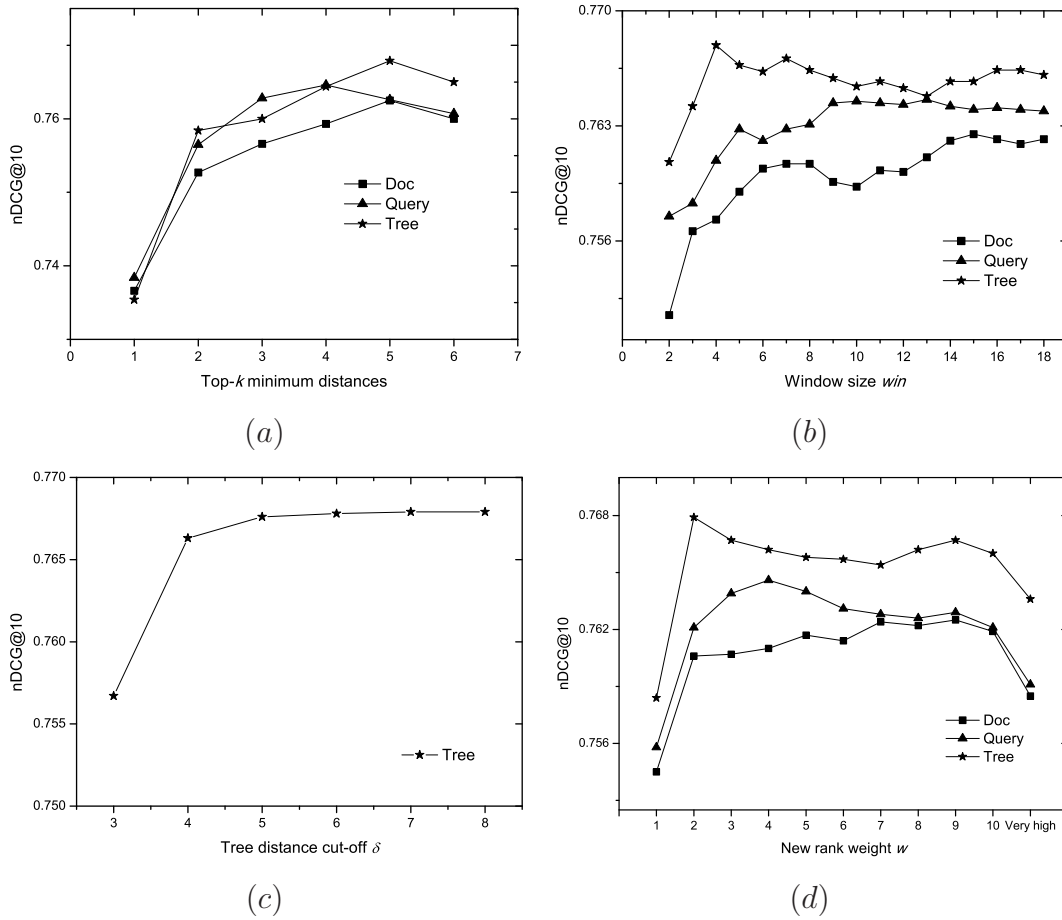 nDCG@10
0.76
0.74
Doc
Query
Tree
0 1 2 3 4 5 6 7
Top-k minimum distances
(a)
nDCG@10
0.770
0.763
0.756
Doc
Query
Tree
0 2 4 6 8 10 12 14 16 18
Window size win
(b)
nDCG@10
0.770
0.765
0.760
0.755
0.750
Tree
3 4 5 6 7 8
Tree distance cut-off δ
(c)
nDCG@10
0.768
0.762
0.756
Doc
Query
Tree
1 2 3 4 5 6 7 8 9 10 Very high
New rank weight w
(d)